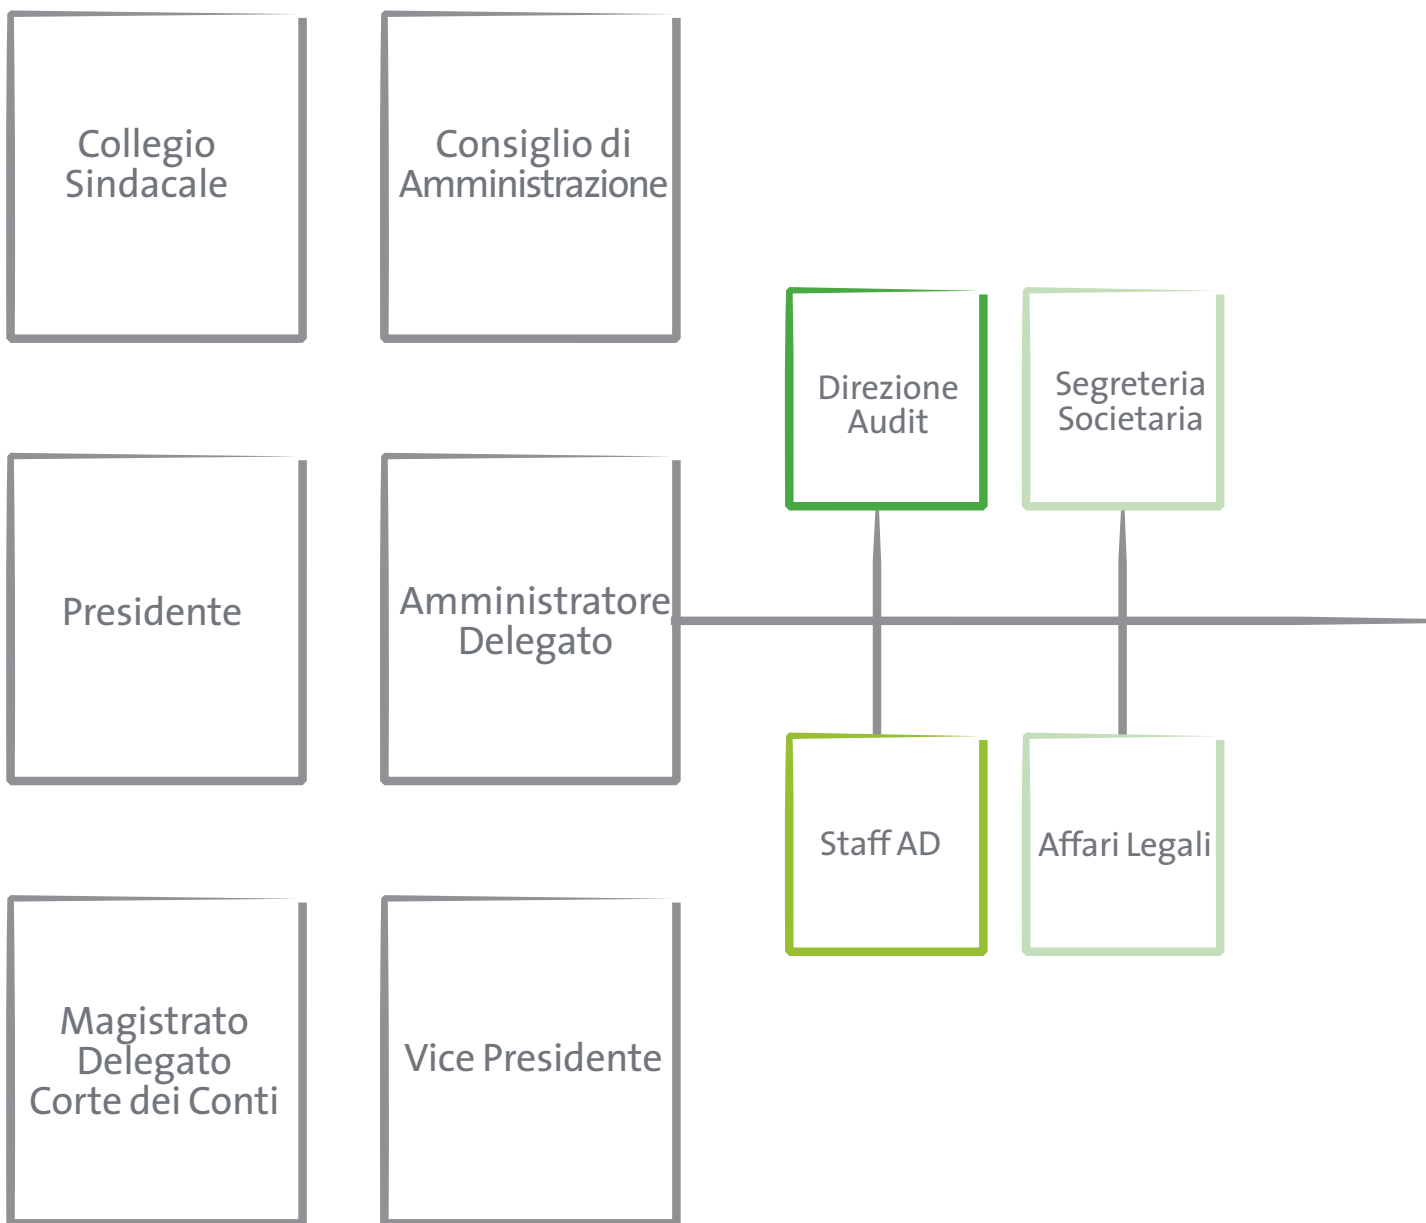 Collegio
Sindacale
Consiglio di
Amministrazione
Direzione
Audit
Segreteria
Societaria
Presidente
Amministratore
Delegato
Staff AD
Affari Legali
Magistrato
Delegato
Corte dei Conti
Vice Presidente